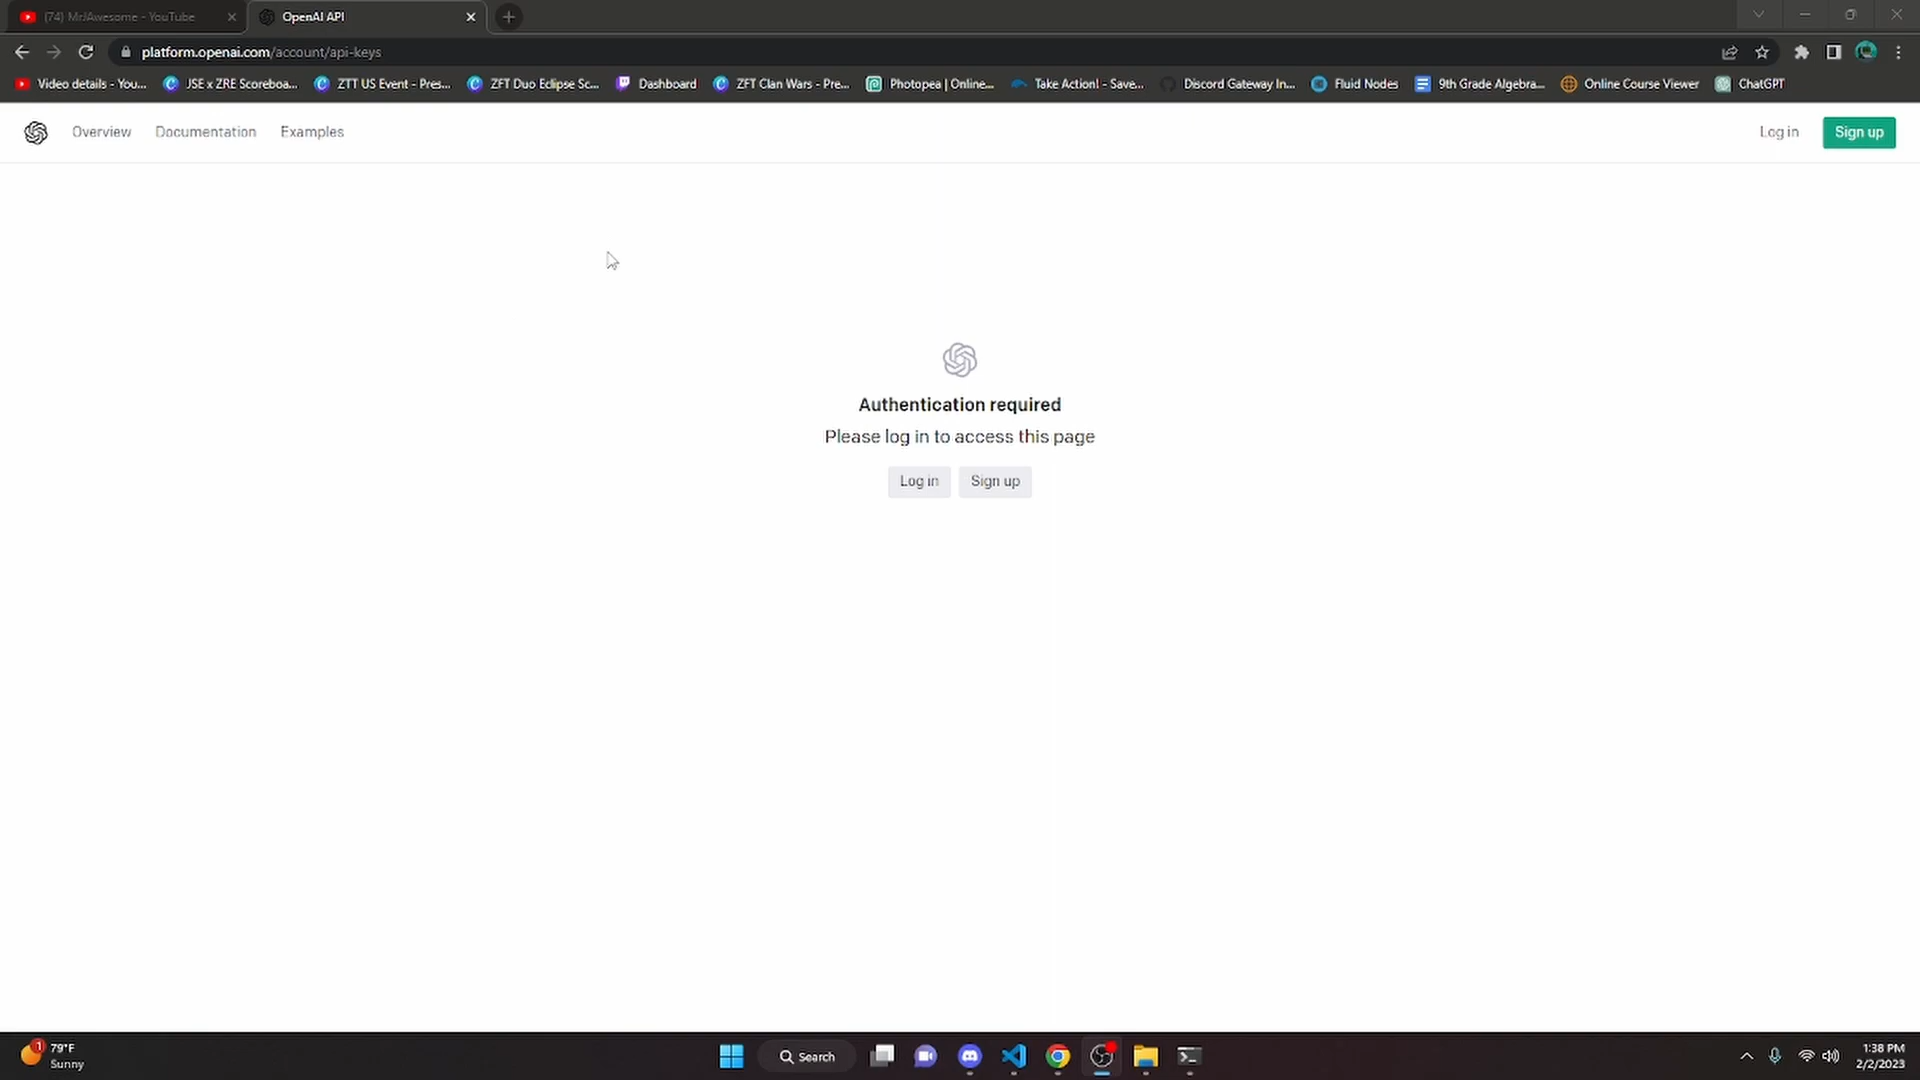 (74) MrJAwesome - YouTube
OpenAI API
platform.openai.com/account/api-keys
Video details - You...
JSE x ZRE Scoreboa...
ZTT US Event - Pres...
ZFT Duo Eclipse Sc...
Dashboard
ZFT Clan Wars - Pre...
Photopea | Online...
Take Action! - Save...
Discord Gateway In...
Fluid Nodes
9th Grade Algebra...
Online Course Viewer
ChatGPT
Overview
Documentation
Examples
Log in
Sign up
Authentication required
Please log in to access this page
Log in
Sign up
1
79°F
Sunny
Search
1:38 PM
2/2/2023